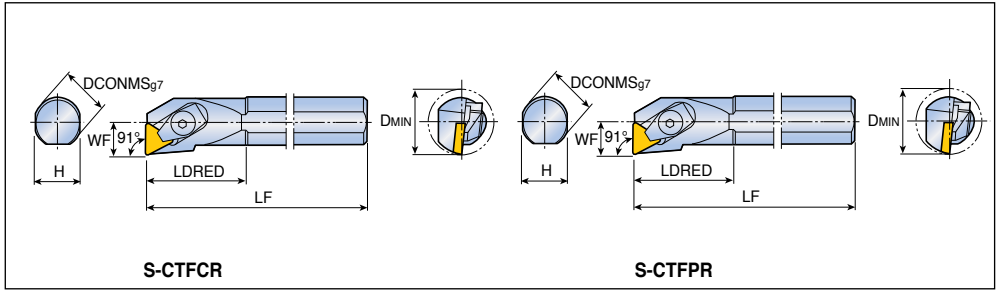 DCONMSg7
WF
91°
H
LDRED
LF
DMIN
S-CTFCR
DCONMSg7
WF
91°
H
LDRED
LF
DMIN
S-CTFPR